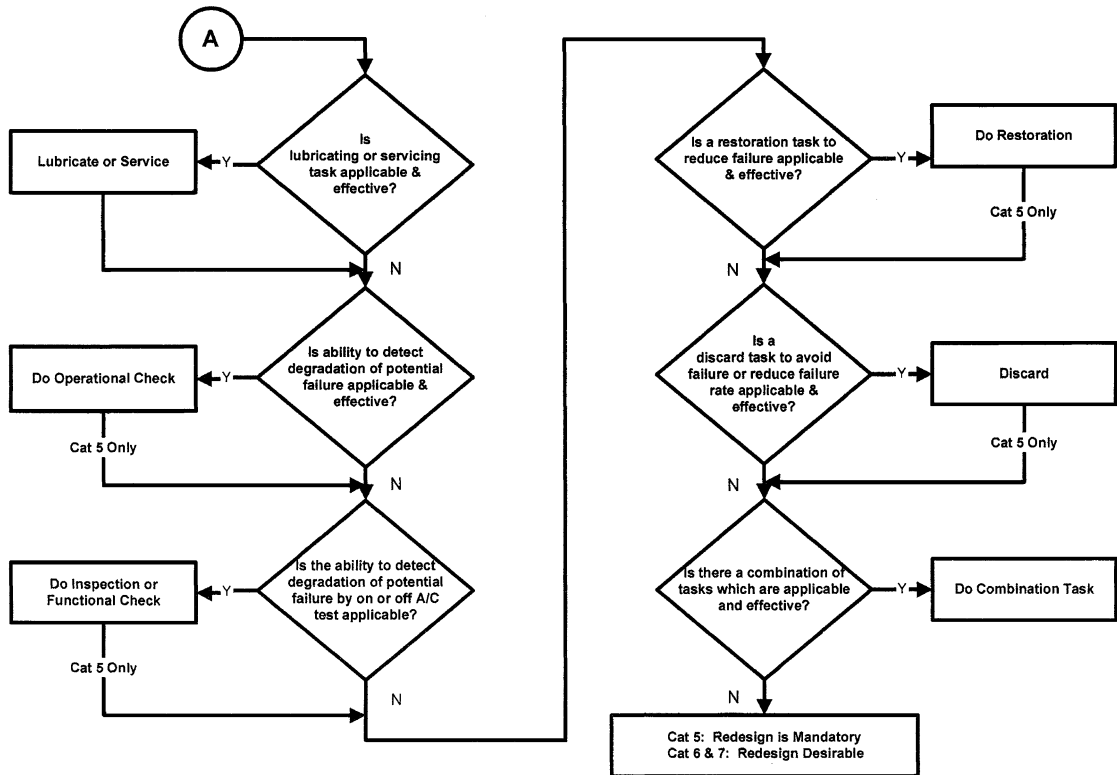 A
Is
lubricating or servicing
task applicable &
effective?
Y
Lubricate or Service
N
Is ability to detect
degradation of potential
failure applicable &
effective?
Y
Do Operational Check
Cat 5 Only
N
Is the ability to detect
degradation of potential
failure by on or off A/C
test applicable?
Y
Do Inspection or
Functional Check
Cat 5 Only
N
Is a restoration task to
reduce failure applicable
& effective?
Y
Do Restoration
Cat 5 Only
N
Is a
discard task to avoid
failure or reduce failure
rate applicable &
effective?
Y
Discard
Cat 5 Only
N
Is there a combination of
tasks which are applicable
and effective?
Y
Do Combination Task
N
Cat 5: Redesign is Mandatory
Cat 6 & 7: Redesign Desirable